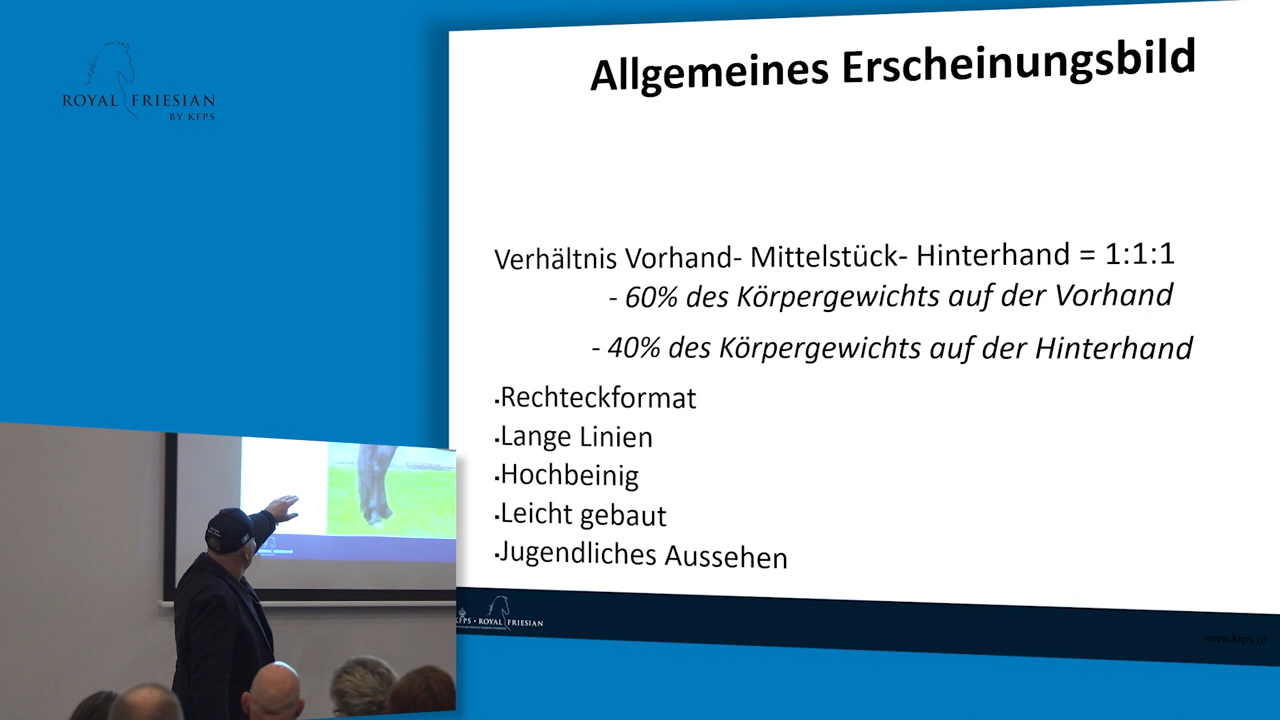 ROYAL FRIESIAN
BY KFPS
Allgemeines Erscheinungsbild
Verhältnis Vorhand- Mittelstück- Hinterhand = 1:1:1
- 60% des Körpergewichts auf der Vorhand
- 40% des Körpergewichts auf der Hinterhand
▪Rechteckformat
▪Lange Linien
▪Hochbeinig
▪Leicht gebaut
▪Jugendliches Aussehen
KFPS • ROYAL FRIESIAN
www.kfps.nl